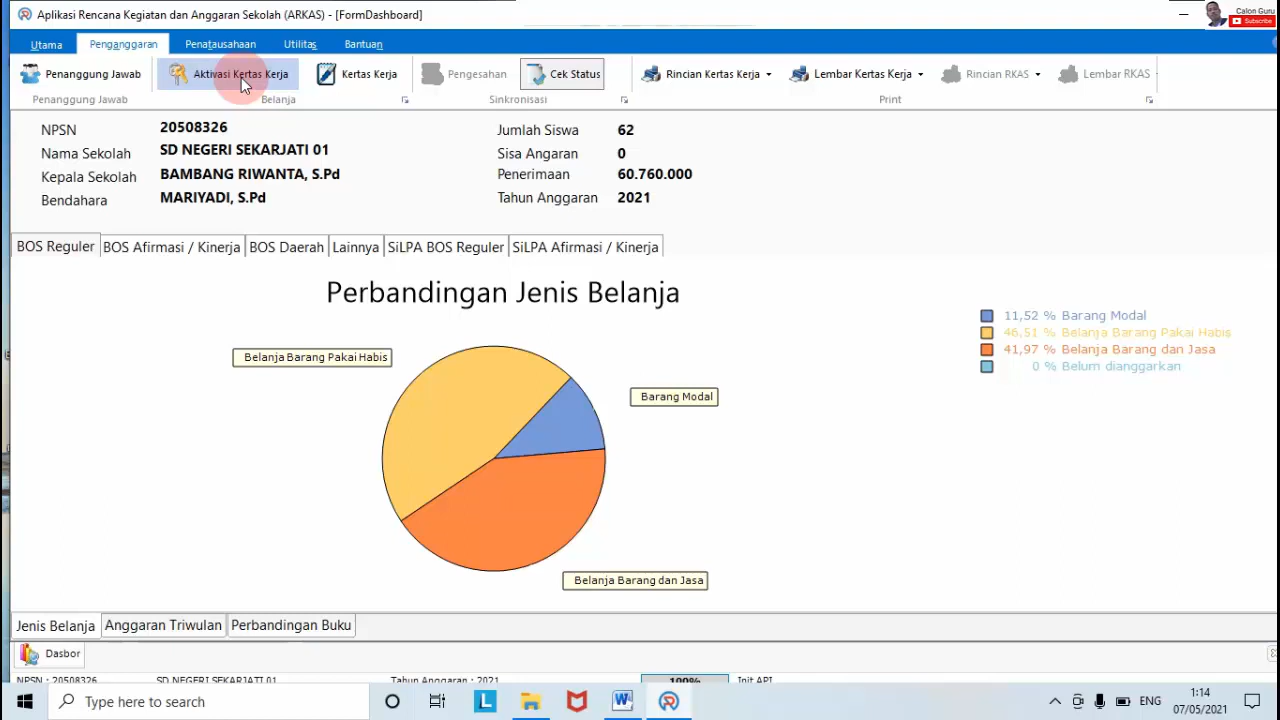 Aplikasi Rencana Kegiatan dan Anggaran Sekolah (ARKAS) - [FormDashboard]
Calon Guru
Subscribe
Utama Penganggaran Penatausahaan Utilitas Bantuan
Penanggung Jawab Aktivasi Kertas Kerja Kertas Kerja Pengesahan Cek Status Rincian Kertas Kerja Lembar Kertas Kerja Rincian RKAS Lembar RKAS
Penanggung Jawab Belanja Sinkronisasi Print
NPSN 20508326 Jumlah Siswa 62
Nama Sekolah SD NEGERI SEKARJATI 01 Sisa Angaran 0
Kepala Sekolah BAMBANG RIWANTA, S.Pd Penerimaan 60.760.000
Bendahara MARIYADI, S.Pd Tahun Anggaran 2021
BOS Reguler BOS Afirmasi / Kinerja BOS Daerah Lainnya SiLPA BOS Reguler SiLPA Afirmasi / Kinerja
Perbandingan Jenis Belanja
11,52 % Barang Modal
46,51 % Belanja Barang Pakai Habis
41,97 % Belanja Barang dan Jasa
0 % Belum dianggarkan
Belanja Barang Pakai Habis
Barang Modal
Belanja Barang dan Jasa
Jenis Belanja Anggaran Triwulan Perbandingan Buku
Dasbor
NPSN : 20508326 SD NEGERI SEKARJATI 01 Tahun Anggaran : 2021 100% Init API
Type here to search
ENG
1:14
07/05/2021